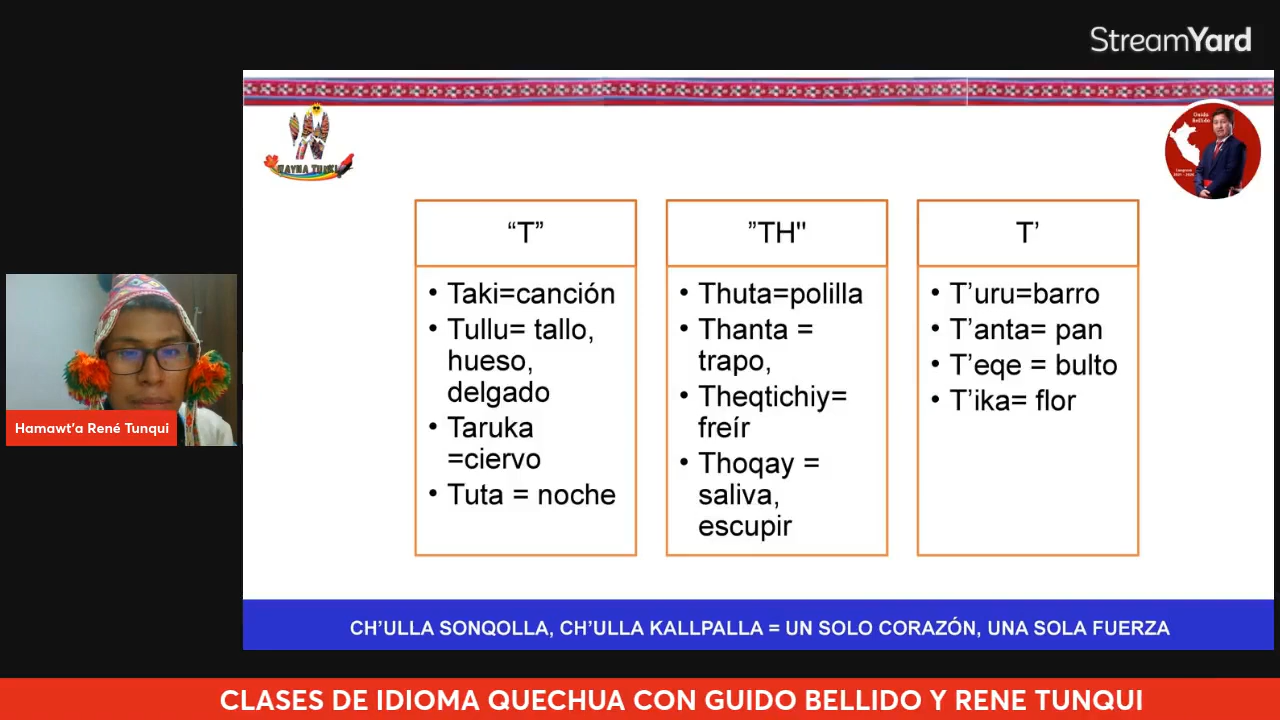 StreamYard
Guido
Bellido
“T”
• Taki=canción
• Tullu= tallo,
hueso,
delgado
• Taruka
=ciervo
• Tuta = noche
”TH"
• Thuta=polilla
• Thanta =
trapo,
• Theqtichiy=
freír
• Thoqay =
saliva,
escupir
T’
• T’uru=barro
• T’anta= pan
• T’eqe = bulto
• T’ika= flor
Hamawt’a René Tunqui
CH’ULLA SONQOLLA, CH’ULLA KALLPALLA = UN SOLO CORAZÓN, UNA SOLA FUERZA
CLASES DE IDIOMA QUECHUA CON GUIDO BELLIDO Y RENE TUNQUI